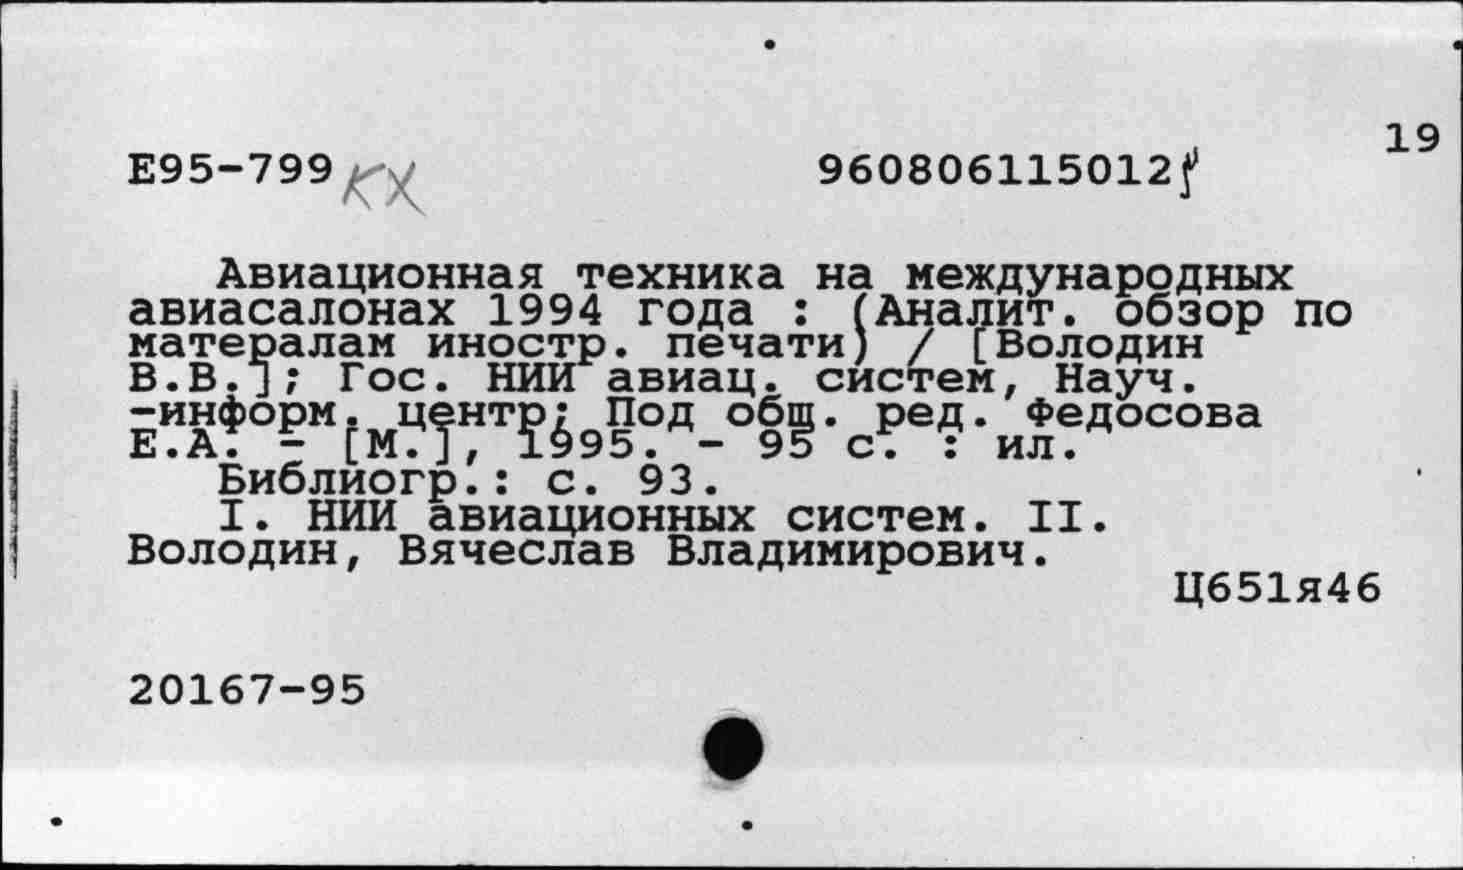 19
E95-799 КХ 960806115012
Авиационная техника на международных
авиасалонах 1994 года : (Аналит. обзор по
матералам иностр. печати) / [Володин
В.В.]; Гос. НИИ авиац. систем, Науч.
-информ. центр; Под общ. ред. Федосова
Е.А. - [М.], 1995. - 95 с. : ил.
Библиогр.: с. 93.
I. НИИ авиационных систем. II.
Володин, Вячеслав Владимирович.
Ц651я46
20167-95